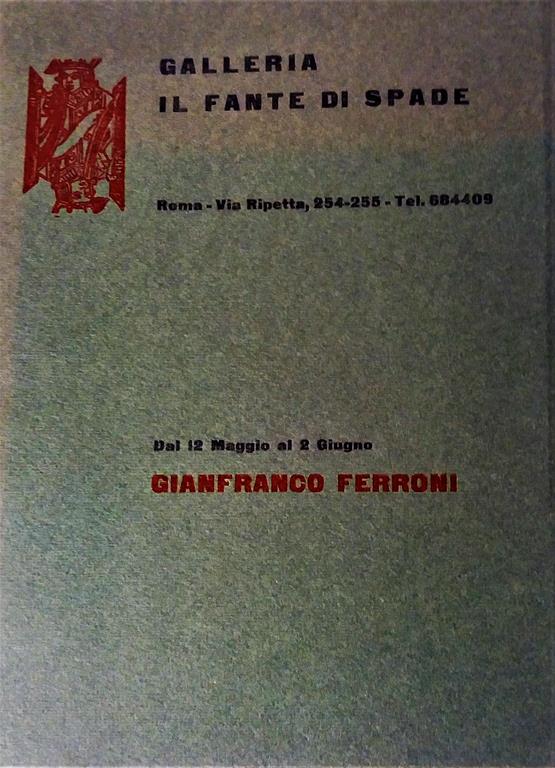 GALLERIA
IL FANTE DI SPADE
Roma - Via Ripetta, 254-255 - Tel. 684409
Dal 12 Maggio al 2 Giugno
GIANFRANCO FERRONI